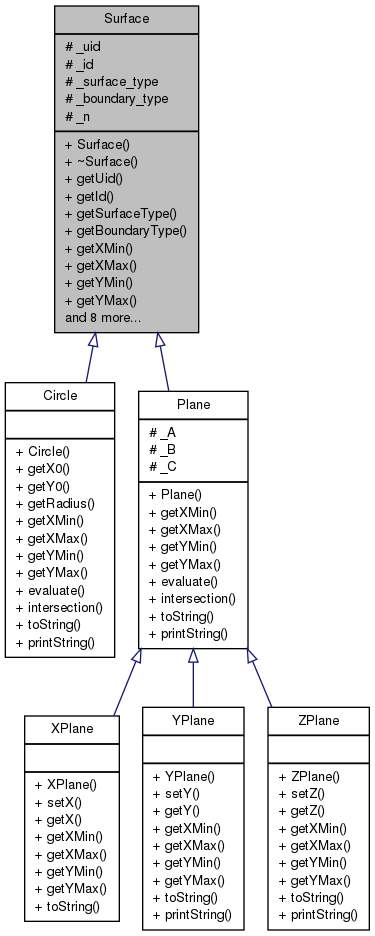 Surface
# _uid
# _id
# _surface_type
# _boundary_type
# _n
+ Surface()
+ ~Surface()
+ getUid()
+ getId()
+ getSurfaceType()
+ getBoundaryType()
+ getXMin()
+ getXMax()
+ getYMin()
+ getYMax()
and 8 more...
Circle
+ Circle()
+ getX0()
+ getY0()
+ getRadius()
+ getXMin()
+ getXMax()
+ getYMin()
+ getYMax()
+ evaluate()
+ intersection()
+ toString()
+ printString()
Plane
# _A
# _B
# _C
+ Plane()
+ getXMin()
+ getXMax()
+ getYMin()
+ getYMax()
+ evaluate()
+ intersection()
+ toString()
+ printString()
XPlane
+ XPlane()
+ setX()
+ getX()
+ getXMin()
+ getXMax()
+ getYMin()
+ getYMax()
+ toString()
YPlane
+ YPlane()
+ setY()
+ getY()
+ getXMin()
+ getXMax()
+ getYMin()
+ getYMax()
+ toString()
+ printString()
ZPlane
+ ZPlane()
+ setZ()
+ getZ()
+ getXMin()
+ getXMax()
+ getYMin()
+ getYMax()
+ toString()
+ printString()